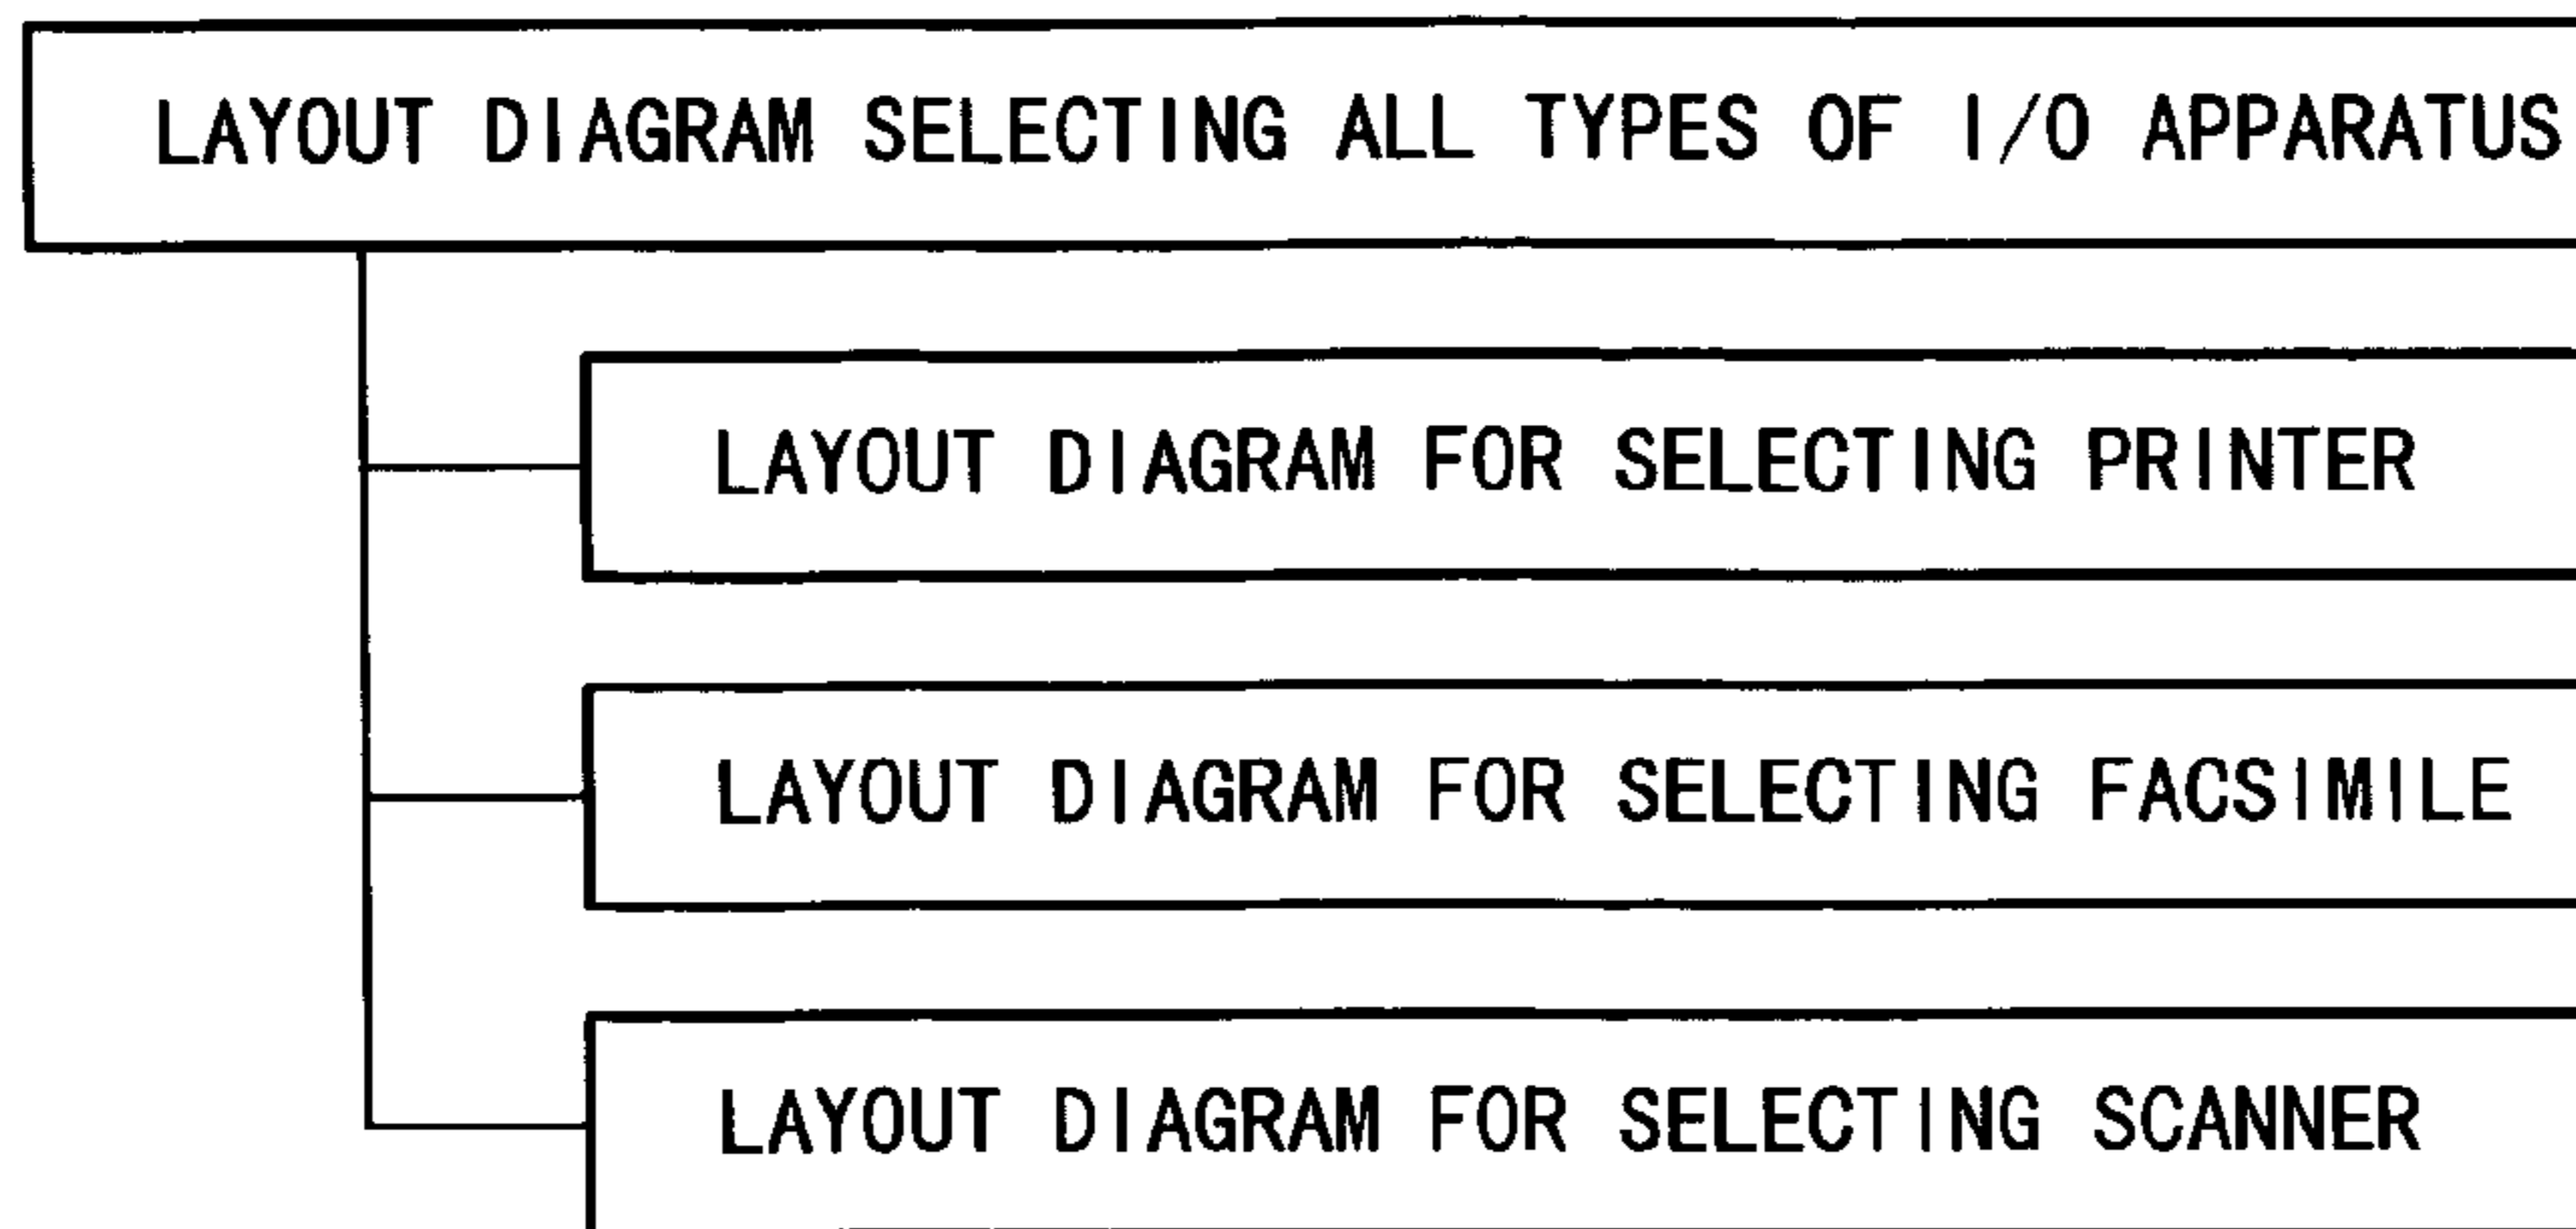 LAYOUT DIAGRAM SELECTING ALL TYPES OF I/O APPARATUS
LAYOUT DIAGRAM FOR SELECTING PRINTER
LAYOUT DIAGRAM FOR SELECTING FACSIMILE
LAYOUT DIAGRAM FOR SELECTING SCANNER